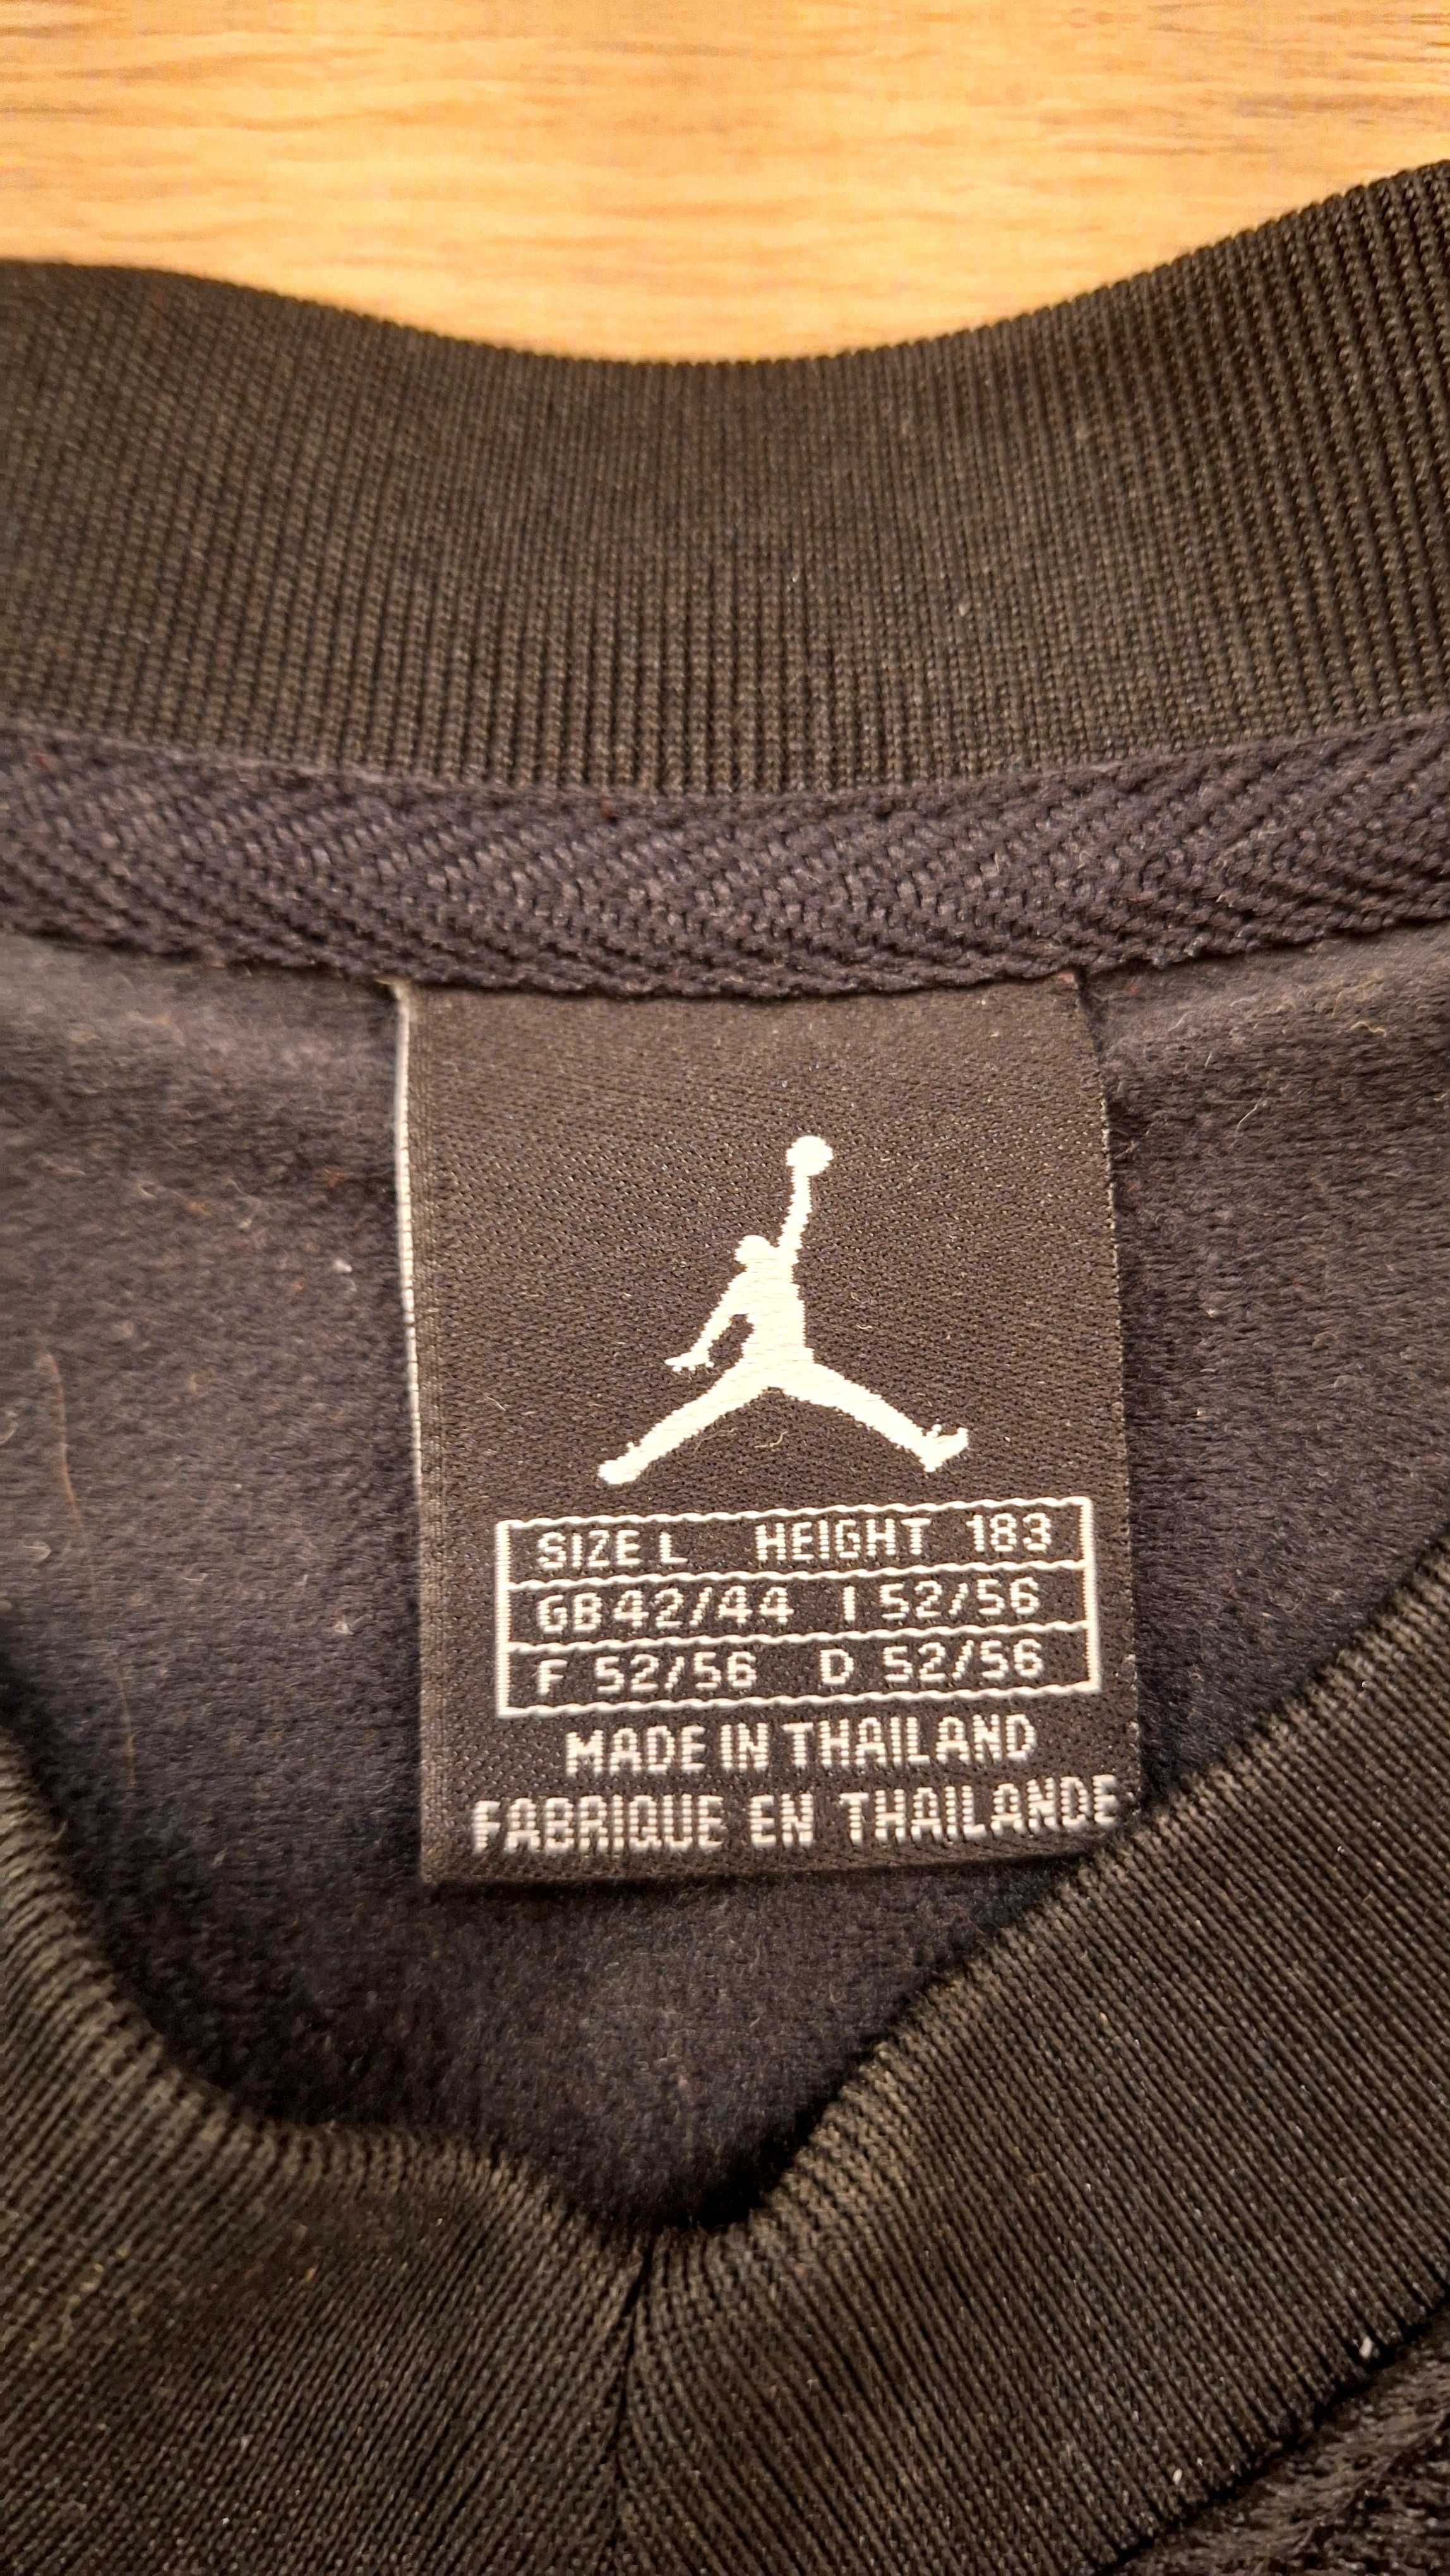 SIZE L HEIGHT 183
GB 42/44 I 52/56
F 52/56 D 52/56
MADE IN THAILAND
FABRIQUE EN THAILANDE